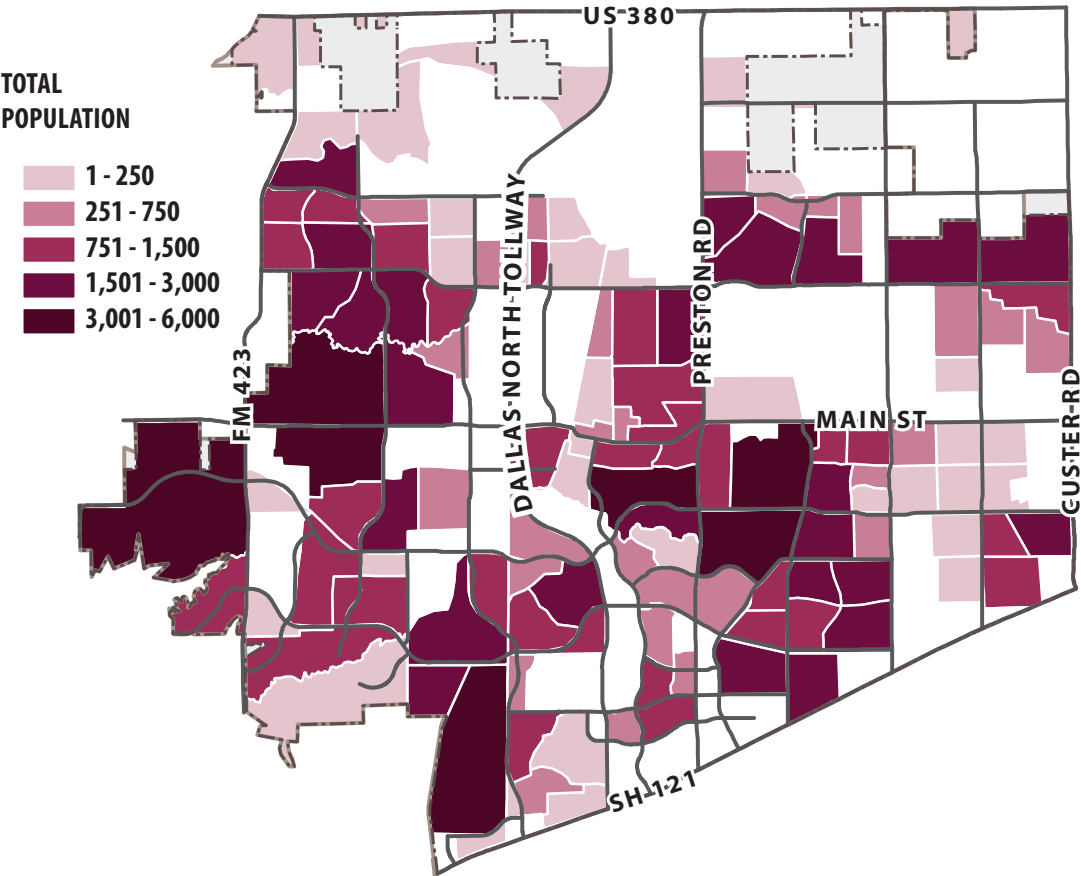 US 380
TOTAL
POPULATION
1 - 250
251 - 750
751 - 1,500
1,501 - 3,000
3,001 - 6,000
DALLAS NORTH TOLLWAY
PRESTON RD
FM 423
MAIN ST
CUSTER RD
SH 121